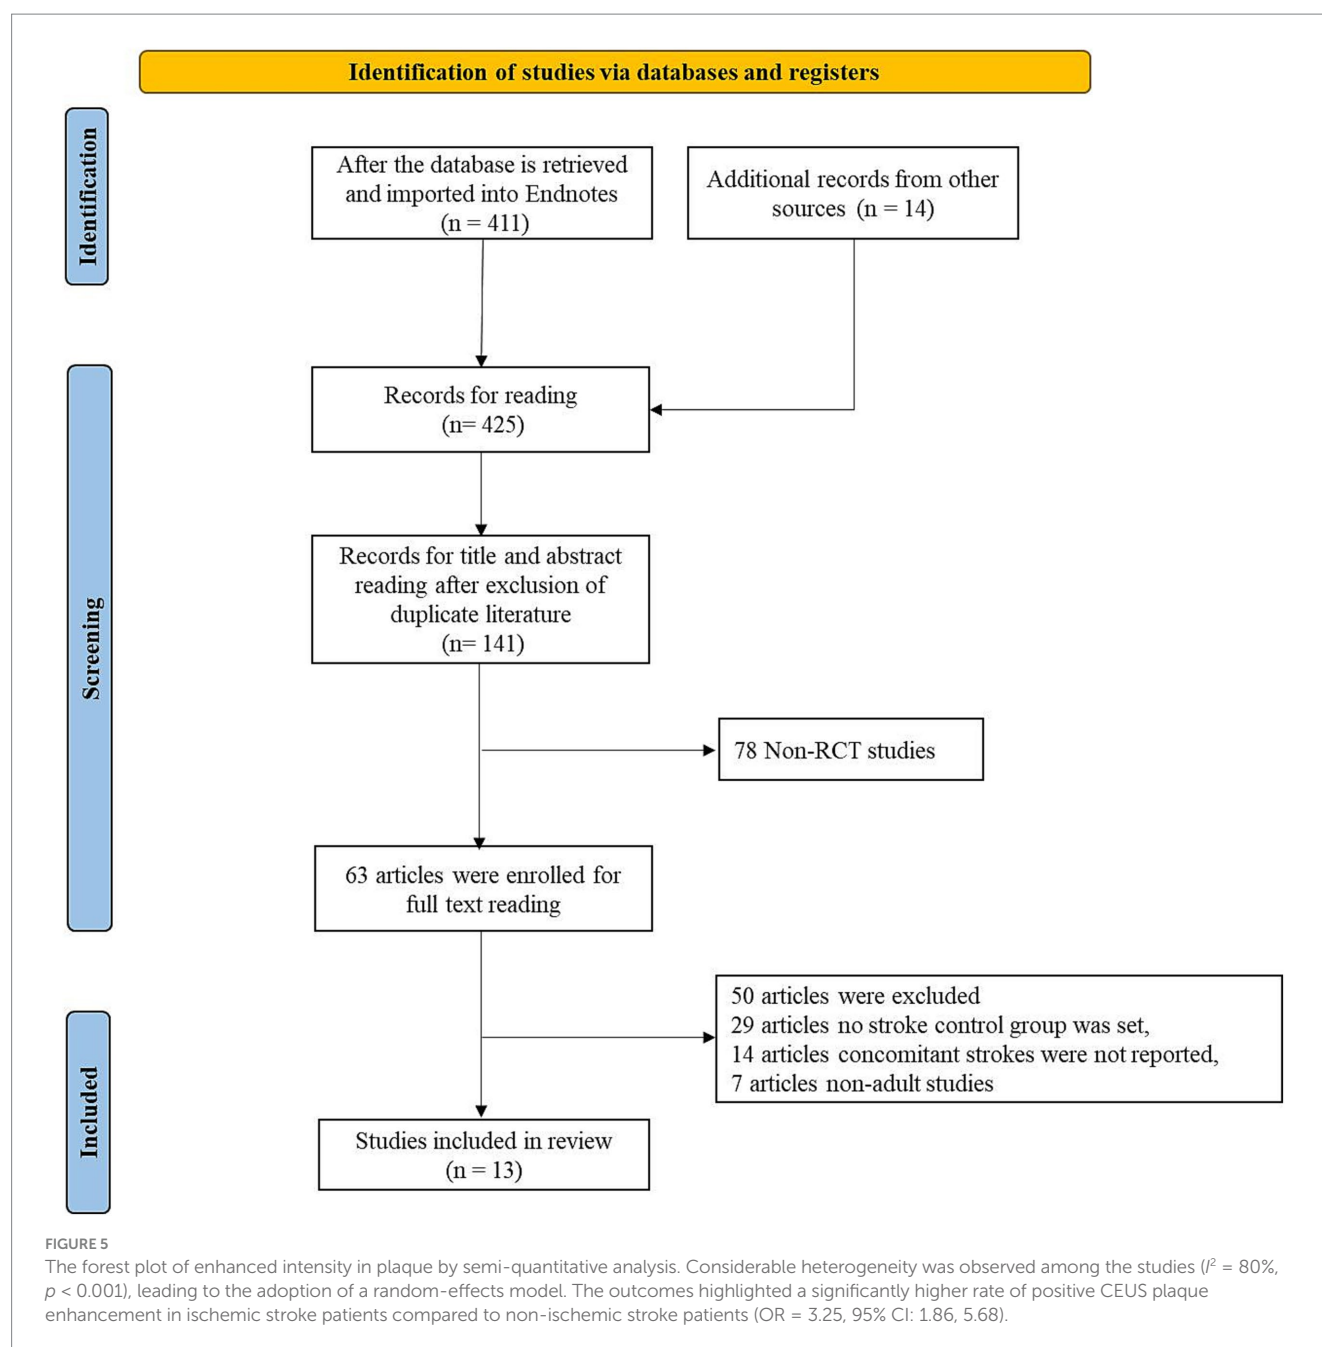 Identification of studies via databases and registers
Identification
After the database is retrieved
and imported into Endnotes
(n = 411)
Additional records from other
sources (n = 14)
Screening
Records for reading
(n= 425)
Records for title and abstract
reading after exclusion of
duplicate literature
(n= 141)
78 Non-RCT studies
63 articles were enrolled for
full text reading
Included
50 articles were excluded
29 articles no stroke control group was set,
14 articles concomitant strokes were not reported,
7 articles non-adult studies
Studies included in review
(n = 13)
FIGURE 5
The forest plot of enhanced intensity in plaque by semi-quantitative analysis. Considerable heterogeneity was observed among the studies (I² = 80%,
p < 0.001), leading to the adoption of a random-effects model. The outcomes highlighted a significantly higher rate of positive CEUS plaque
enhancement in ischemic stroke patients compared to non-ischemic stroke patients (OR = 3.25, 95% CI: 1.86, 5.68).